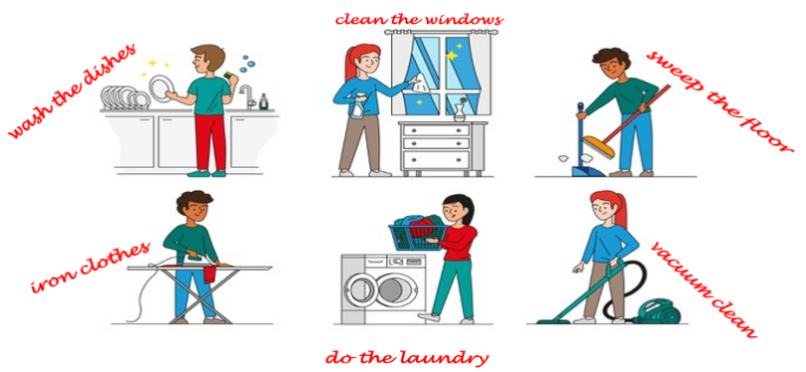 clean the windows
wash the dishes
sweep the floor
iron clothes
vacuum clean
do the laundry